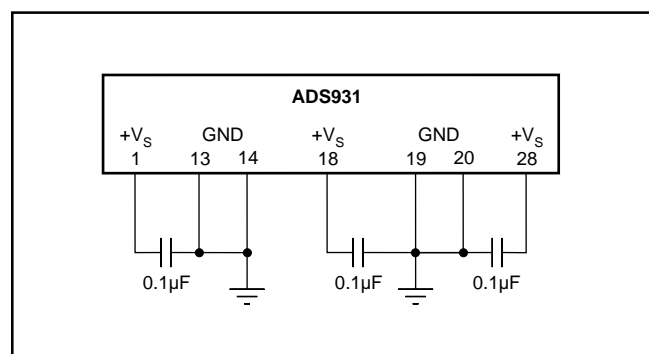 ADS931
+VS GND +VS GND +VS
1 13 14 18 19 20 28
0.1µF 0.1µF 0.1µF